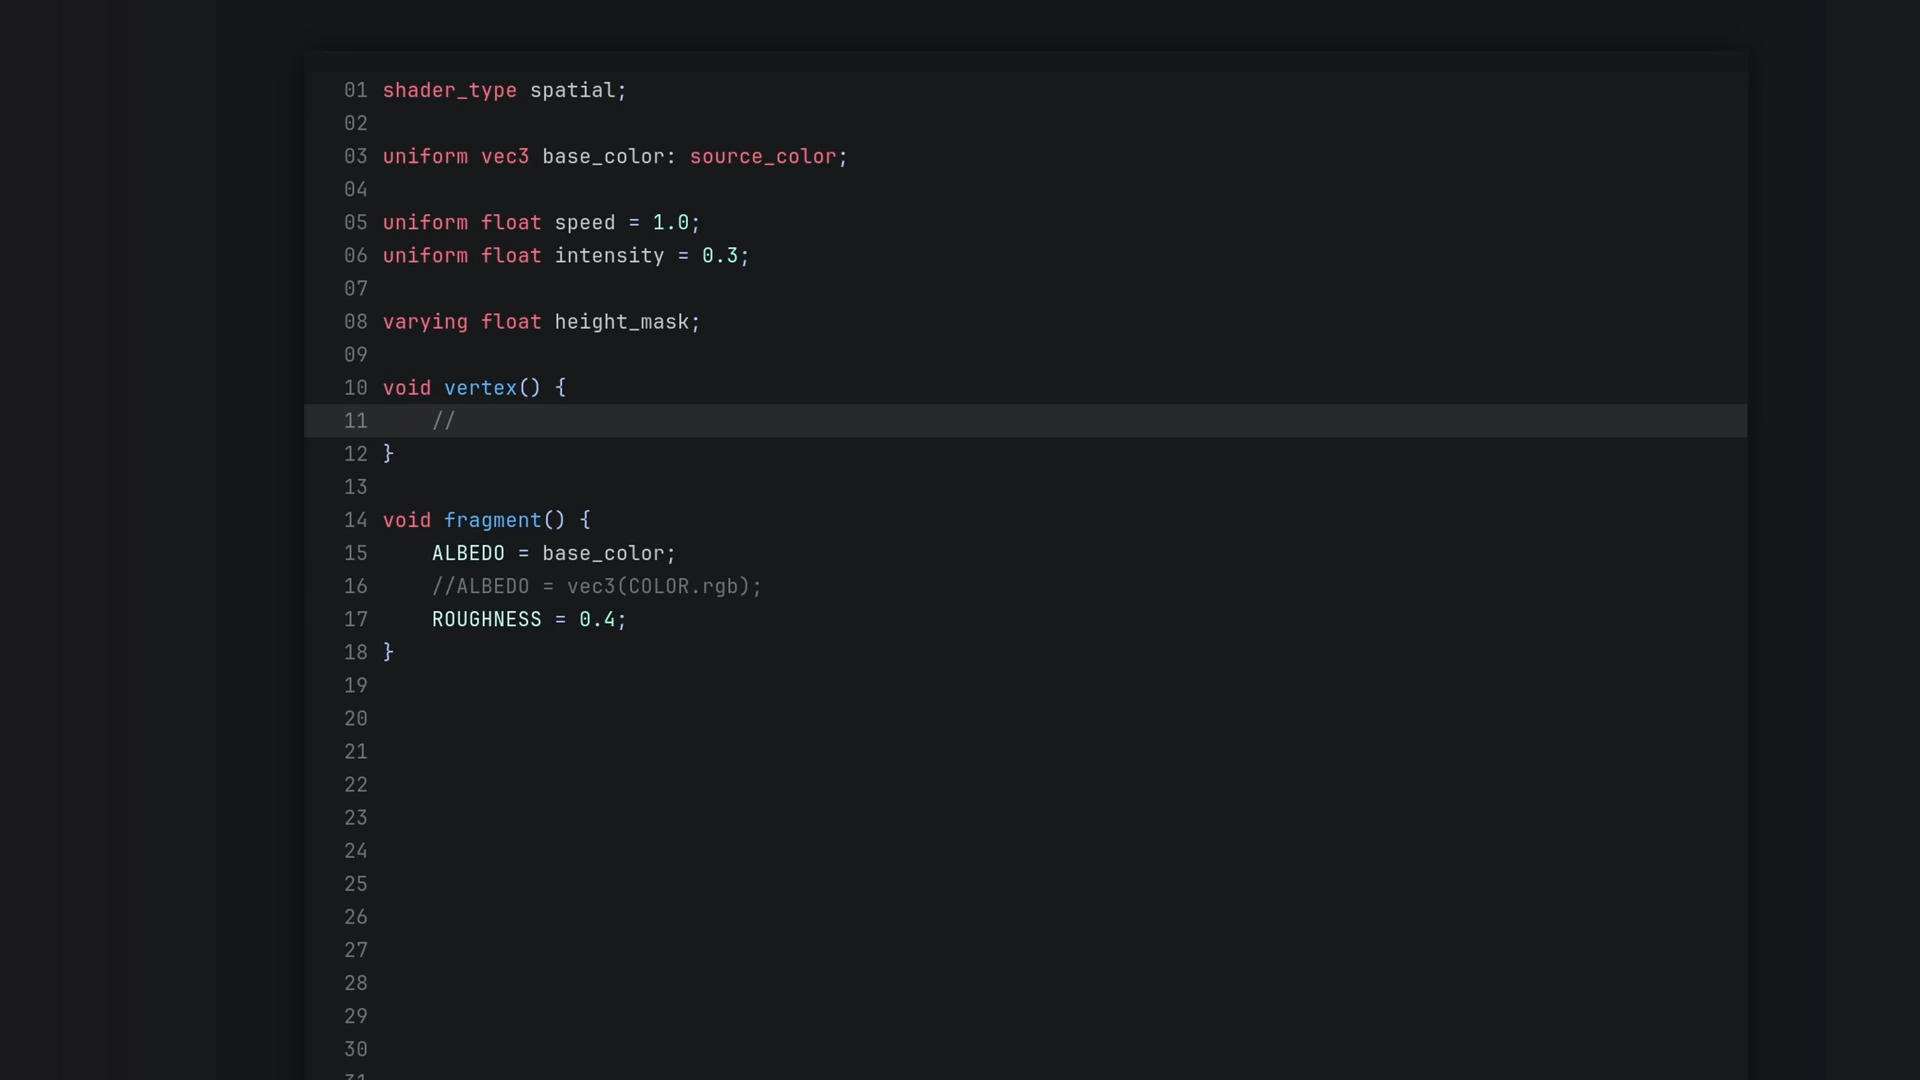 01 shader_type spatial;
02
03 uniform vec3 base_color: source_color;
04
05 uniform float speed = 1.0;
06 uniform float intensity = 0.3;
07
08 varying float height_mask;
09
10 void vertex() {
11     //
12 }
13
14 void fragment() {
15     ALBEDO = base_color;
16     //ALBEDO = vec3(COLOR.rgb);
17     ROUGHNESS = 0.4;
18 }
19
20
21
22
23
24
25
26
27
28
29
30
31